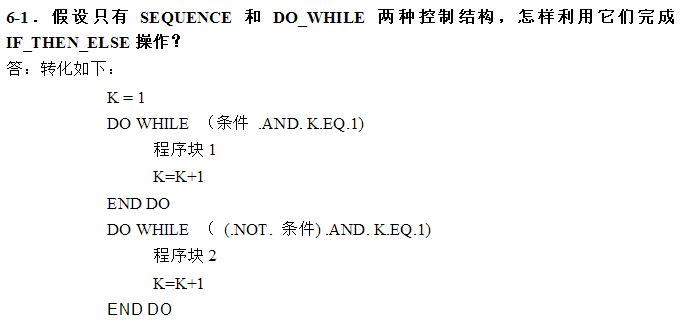 6-1．假设只有 SEQUENCE 和 DO_WHILE 两种控制结构，怎样利用它们完成
IF_THEN_ELSE 操作？
答：转化如下：
K = 1
DO WHILE （条件 .AND. K.EQ.1)
程序块 1
K=K+1
END DO
DO WHILE （ (.NOT. 条件) .AND. K.EQ.1)
程序块 2
K=K+1
END DO